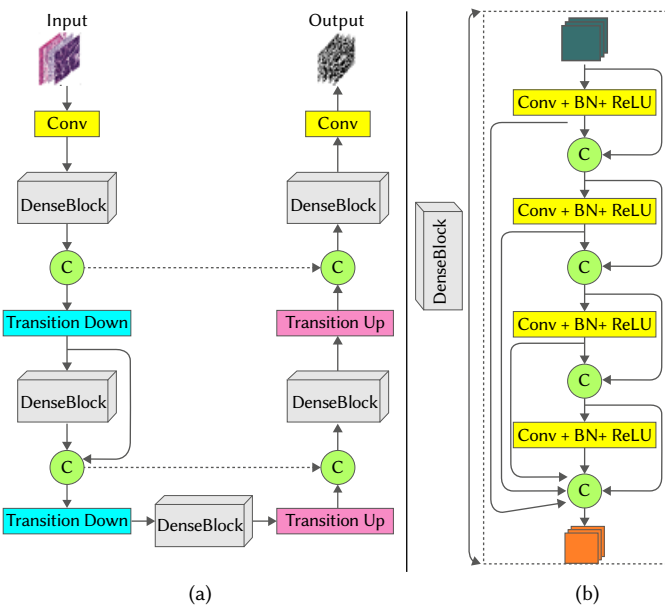 Input
Output
Conv
Conv
DenseBlock
DenseBlock
C
C
Transition Down
Transition Up
DenseBlock
DenseBlock
C
C
Transition Down
DenseBlock
Transition Up
(a)
DenseBlock
Conv + BN+ ReLU
C
Conv + BN+ ReLU
C
Conv + BN+ ReLU
C
Conv + BN+ ReLU
C
(b)